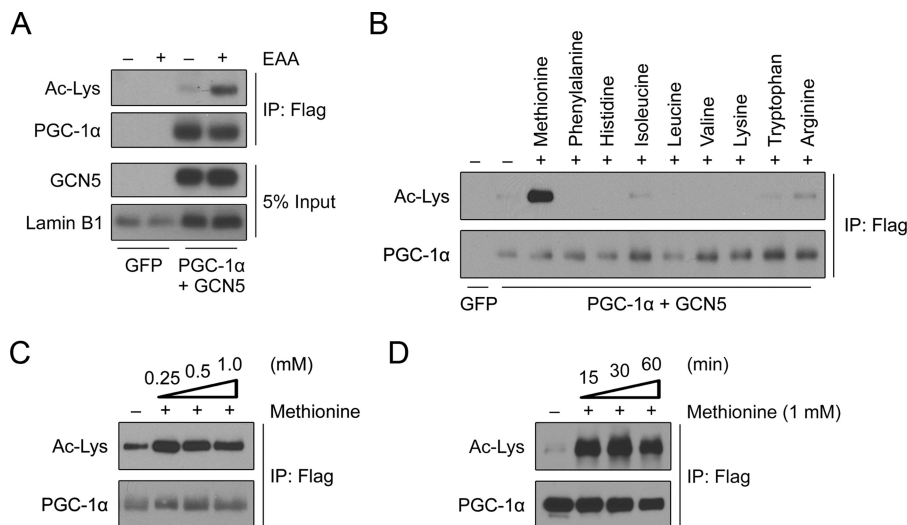 A
– + – + EAA
Ac-Lys
PGC-1α
IP: Flag
GCN5
Lamin B1
5% Input
GFP
PGC-1α
+ GCN5
B
Methionine
Phenylalanine
Histidine
Isoleucine
Leucine
Valine
Lysine
Tryptophan
Arginine
– – + + + + + + + + +
Ac-Lys
PGC-1α
IP: Flag
GFP
PGC-1α + GCN5
C
0.25 0.5 1.0 (mM)
– + + + Methionine
Ac-Lys
PGC-1α
IP: Flag
D
15 30 60 (min)
– + + + Methionine (1 mM)
Ac-Lys
PGC-1α
IP: Flag